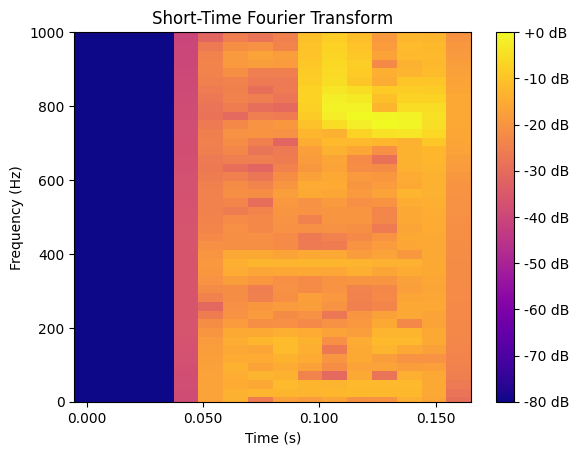 Short-Time Fourier Transform
Frequency (Hz)
1000
800
600
400
200
0
0.000
0.050
0.100
0.150
Time (s)
+0 dB
-10 dB
-20 dB
-30 dB
-40 dB
-50 dB
-60 dB
-70 dB
-80 dB